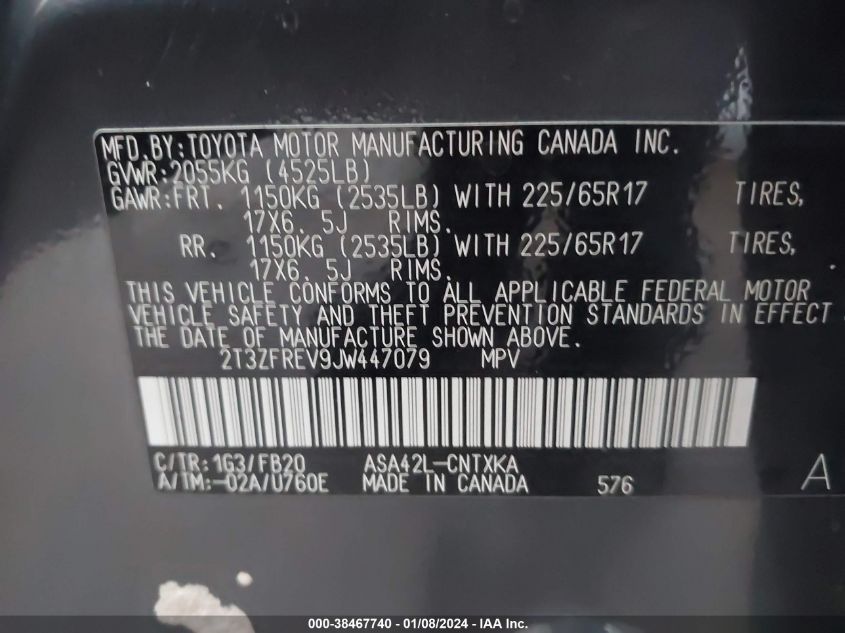 MFD.BY:TOYOTA MOTOR MANUFACTURING CANADA INC.
GVWR:2055KG (4525LB)
GAWR:FRT. 1150KG (2535LB) WITH 225/65R17 TIRES,
17X6. 5J RIMS.
RR. 1150KG (2535LB) WITH 225/65R17 TIRES,
17X6. 5J RIMS.
THIS VEHICLE CONFORMS TO ALL APPLICABLE FEDERAL MOTOR
VEHICLE SAFETY AND THEFT PREVENTION STANDARDS IN EFFECT
THE DATE OF MANUFACTURE SHOWN ABOVE.
2T3ZFREV9JW447079 MPV
C/TR:1G3/FB20 ASA42L-CNTXKA
A/TM:-02A/U760E MADE IN CANADA 576 A
000-38467740 - 01/08/2024 - IAA Inc.